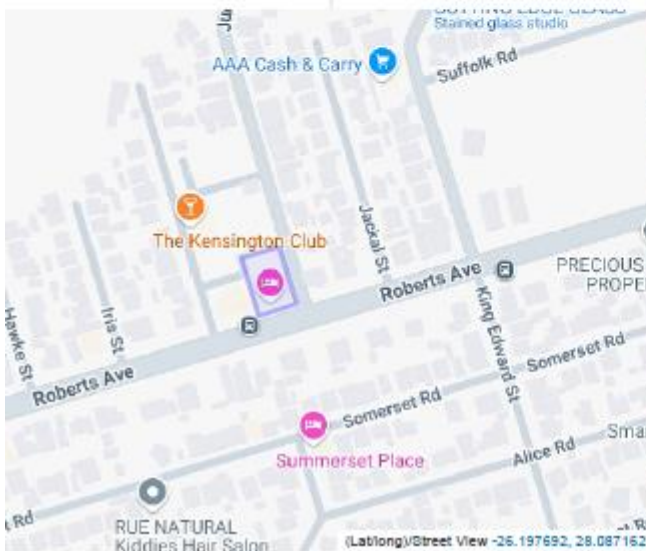 Stained glass studio
AAA Cash & Carry
Suffolk Rd
The Kensington Club
Jackal St
Roberts Ave
PRECIOUS
PROPE
King Edward St
Hawke St
Iris St
Roberts Ave
Somerset Rd
Somerset Rd
Summerset Place
Alice Rd
Sma
Rd
RUE NATURAL
Kiddies Hair Salon
(Lat/long)/Street View -26.197692, 28.087162